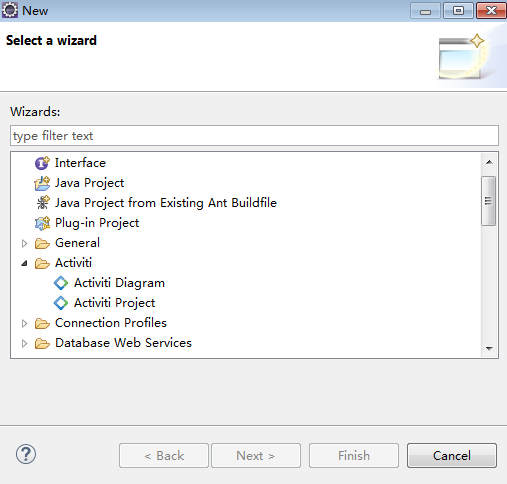 New
Select a wizard
Wizards:
type filter text
Interface
Java Project
Java Project from Existing Ant Buildfile
Plug-in Project
General
Activiti
Activiti Diagram
Activiti Project
Connection Profiles
Database Web Services
?
< Back
Next >
Finish
Cancel